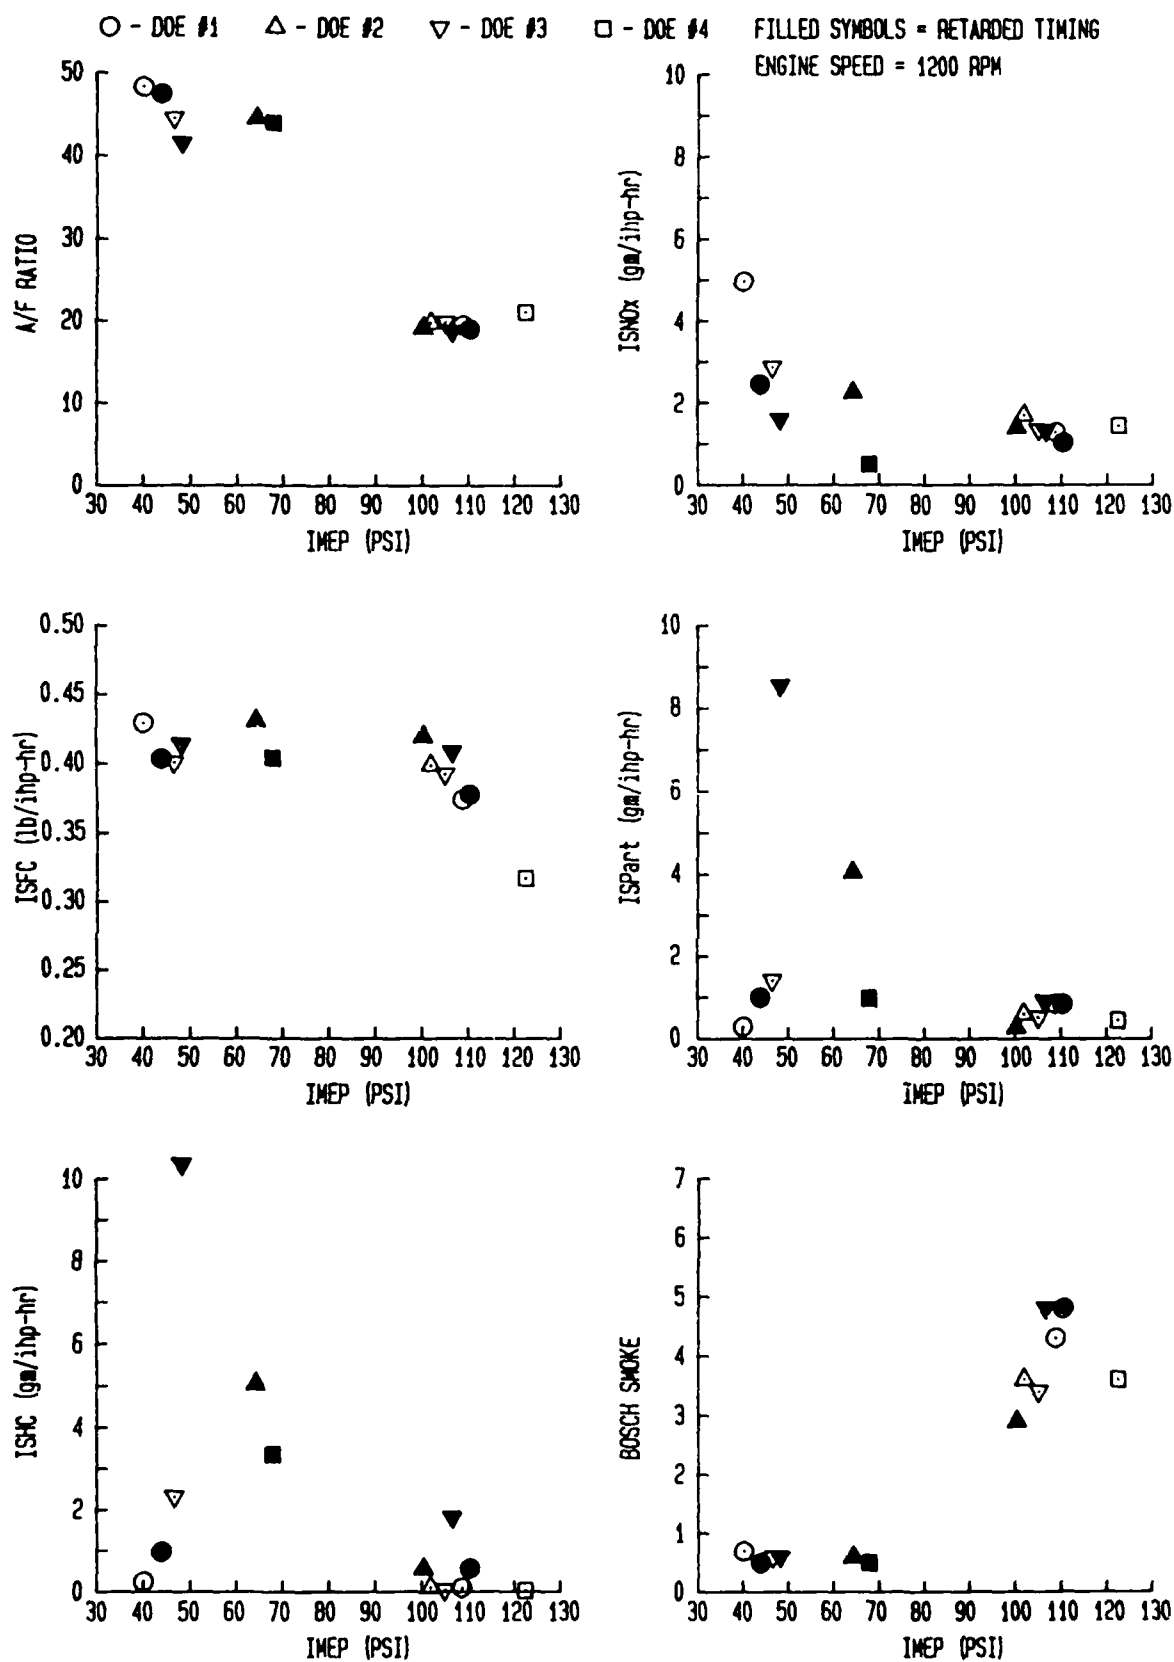 ○ - DOE #1 △ - DOE #2 ▽ - DOE #3 □ - DOE #4 FILLED SYMBOLS = RETARDED TIMING
ENGINE SPEED = 1200 RPM
A/F RATIO
50
40
30
20
10
0
30 40 50 60 70 80 90 100 110 120 130
IMEP (PSI)
ISNOx (gm/ihp-hr)
10
8
6
4
2
0
30 40 50 60 70 80 90 100 110 120 130
IMEP (PSI)
ISFC (lb/ihp-hr)
0.50
0.45
0.40
0.35
0.30
0.25
0.20
30 40 50 60 70 80 90 100 110 120 130
IMEP (PSI)
ISPart (gm/ihp-hr)
10
8
6
4
2
0
30 40 50 60 70 80 90 100 110 120 130
IMEP (PSI)
ISHC (gm/ihp-hr)
10
8
6
4
2
0
30 40 50 60 70 80 90 100 110 120 130
IMEP (PSI)
BOSCH SMOKE
7
6
5
4
3
2
1
0
30 40 50 60 70 80 90 100 110 120 130
IMEP (PSI)